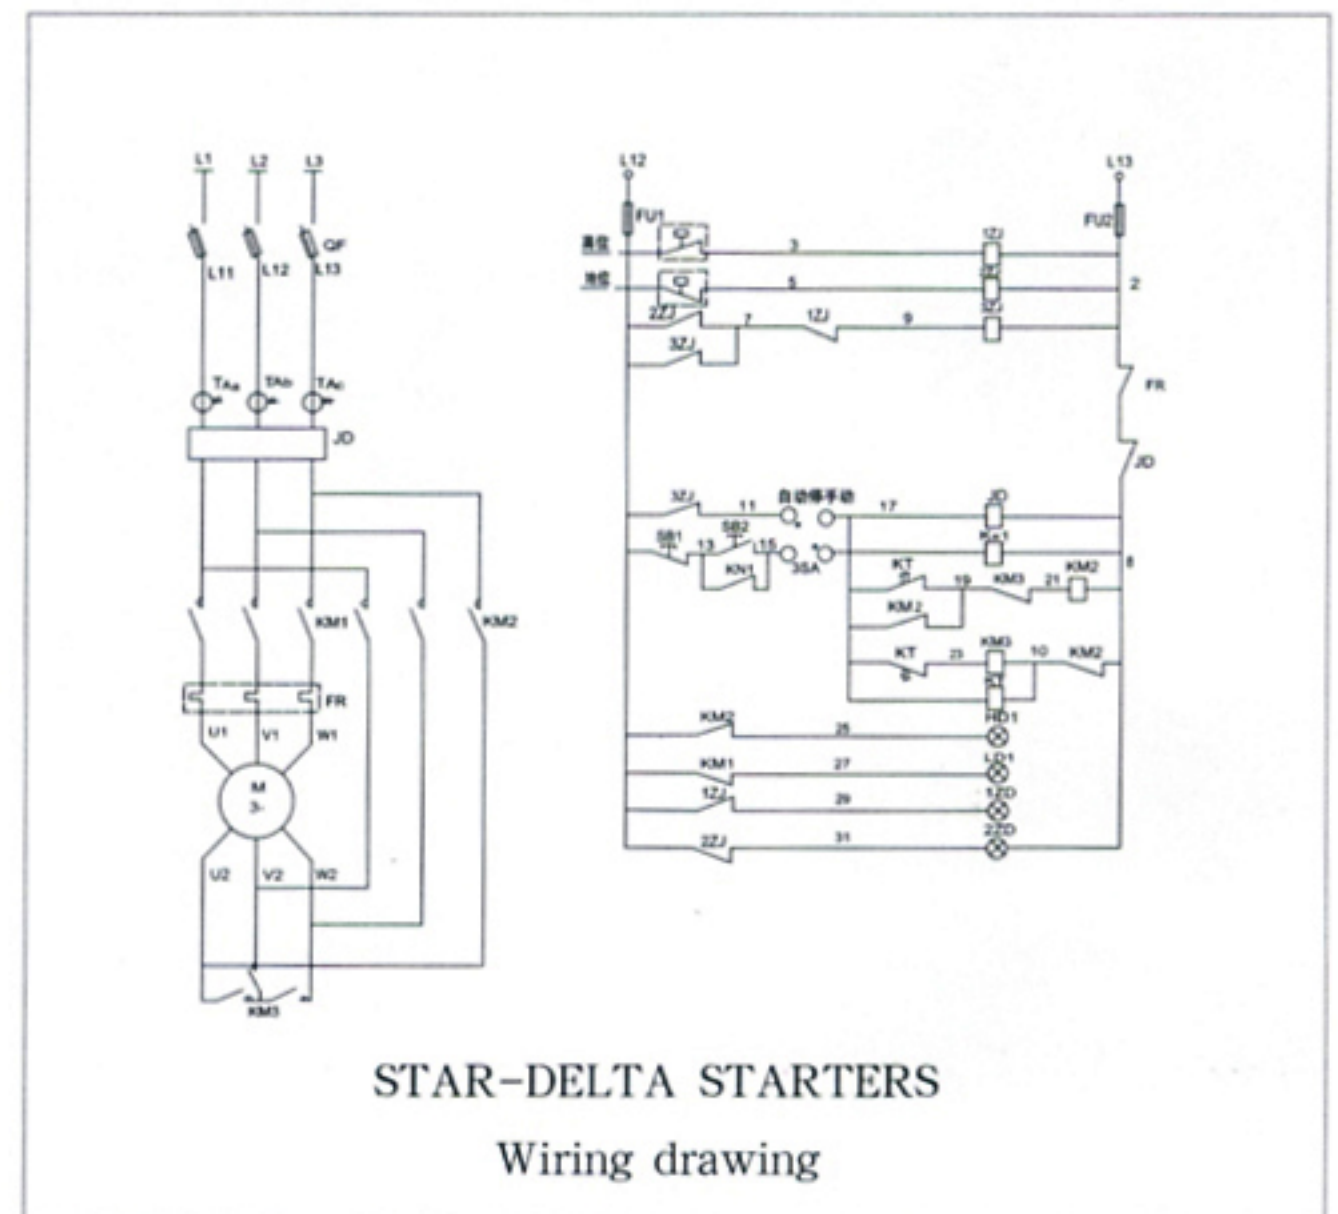 L1 L2 L3
QF
L11 L12 L13
TAa TAb TAc
JD
KM1 KM2
FR
U1 V1 W1
M
3~
U2 V2 W2
KM3
L12 L13
FU1 FU2
高位 3 1ZJ
5
2
2ZJ 7 1ZJ 9
3ZJ
FR
JD
3ZJ 11 自动停手动 17 JD
SB1 13 SB2 15 3SA
KN1
8
KT 19 KM3 21 KM2
KM2
KT 23 KM3 10 KM2
KM2 25 HD1
KM1 27 LD1
1ZJ 29 1ZD
2ZJ 31 2ZD
STAR-DELTA STARTERS
Wiring drawing